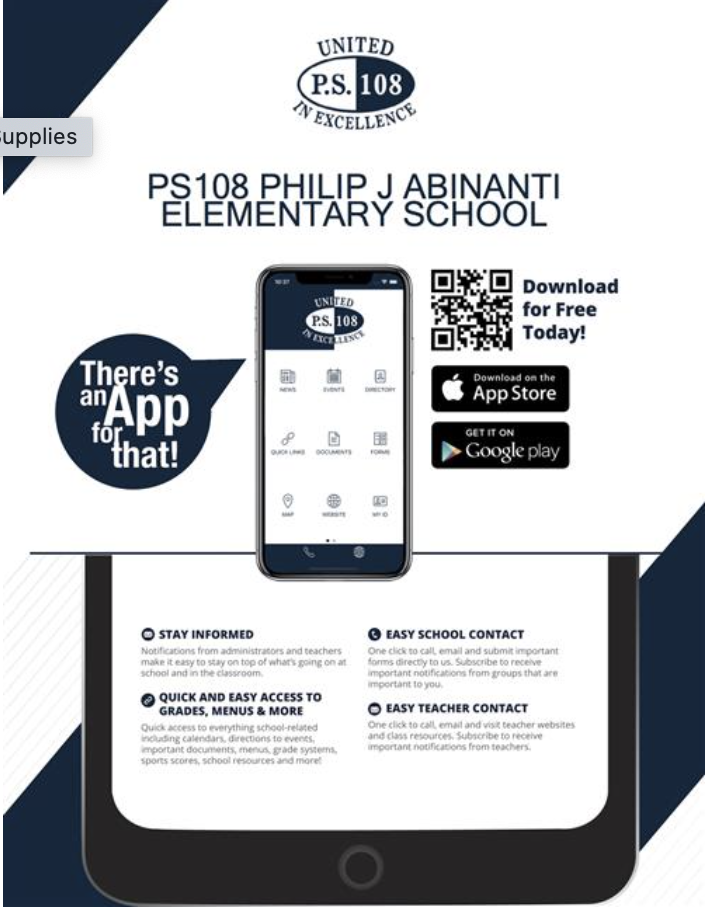 UNITED
P.S. 108
IN EXCELLENCE
Supplies
PS108 PHILIP J ABINANTI
ELEMENTARY SCHOOL
There's
an App
for
that!
10:37
UNITED
P.S. 108
IN EXCELLENCE
NEWS
EVENTS
DIRECTORY
QUICK LINKS
DOCUMENTS
FORMS
MAP
WEBSITE
MY ID
Download
for Free
Today!
Download on the
App Store
GET IT ON
Google play
STAY INFORMED
Notifications from administrators and teachers
make it easy to stay on top of what's going on at
school and in the classroom.
QUICK AND EASY ACCESS TO
GRADES, MENUS & MORE
Quick access to everything school-related
including calendars, directions to events,
important documents, menus, grade systems,
sports scores, school resources and more!
EASY SCHOOL CONTACT
One click to call, email and submit important
forms directly to us. Subscribe to receive
important notifications from groups that are
important to you.
EASY TEACHER CONTACT
One click to call, email and visit teacher websites
and class resources. Subscribe to receive
important notifications from teachers.